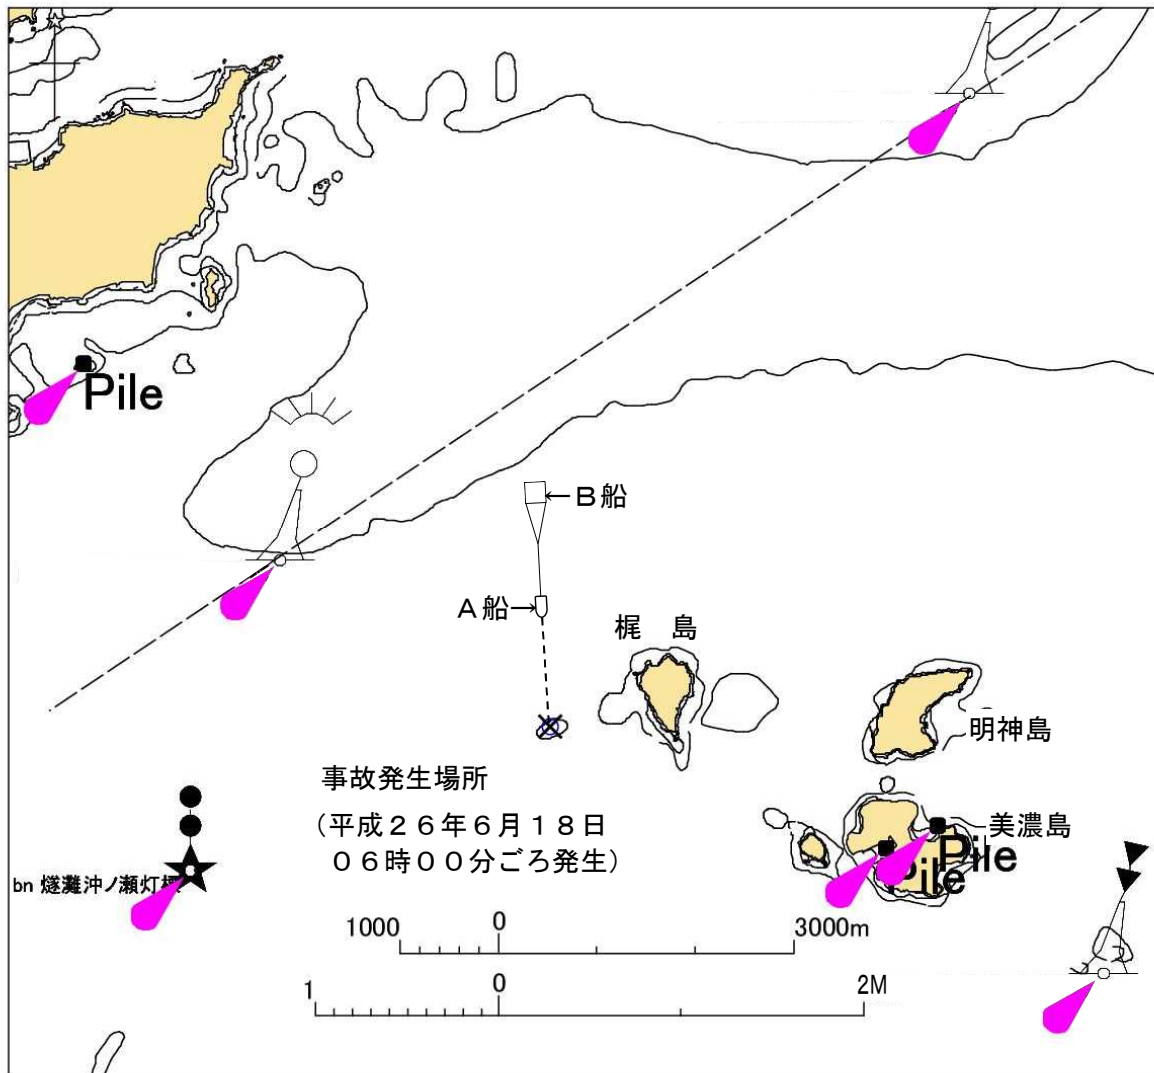 Pile
←B船
A船→
梶 島
明神島
事故発生場所
(平成26年6月18日
06時00分ごろ発生)
美濃島
Pile
Pile
bn 燧灘沖ノ瀬灯標
1000 0 3000m
1 0 2M